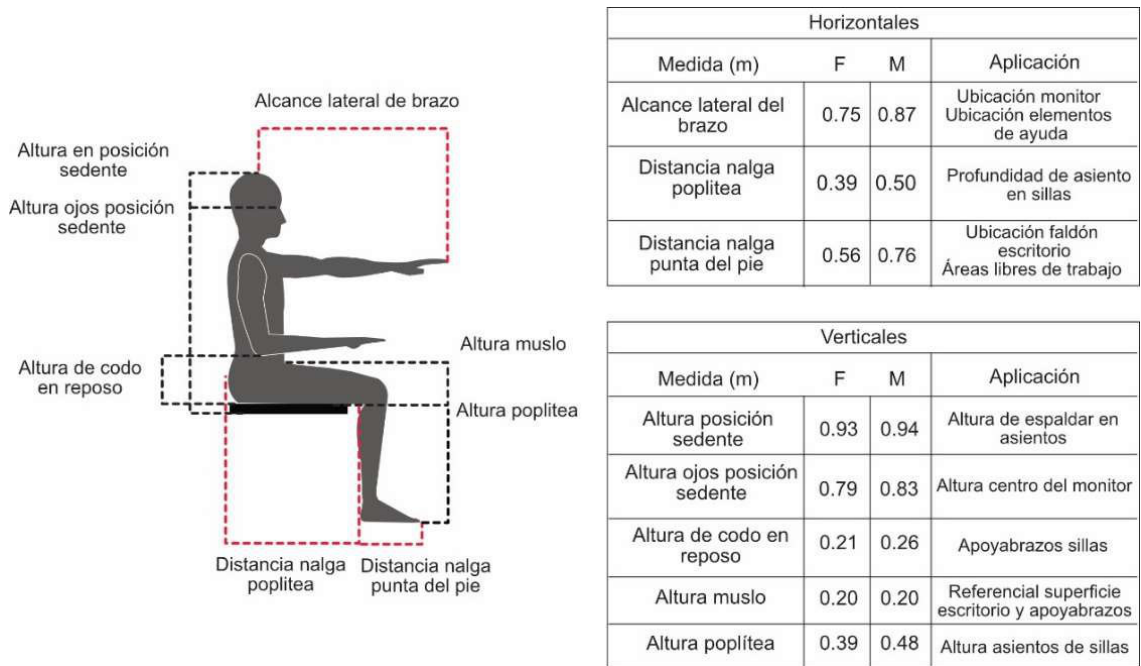 Alcance lateral de brazo
Altura en posición
sedente
Altura ojos posición
sedente
Altura de codo
en reposo
Altura muslo
Altura poplitea
Distancia nalga
poplitea
Distancia nalga
punta del pie
Horizontales
Medida (m) F M Aplicación
Alcance lateral del
brazo
0.75 0.87
Ubicación monitor
Ubicación elementos
de ayuda
Distancia nalga
poplitea
0.39 0.50
Profundidad de asiento
en sillas
Distancia nalga
punta del pie
0.56 0.76
Ubicación faldón
escritorio
Áreas libres de trabajo
Verticales
Medida (m) F M Aplicación
Altura posición
sedente
0.93 0.94
Altura de espaldar en
asientos
Altura ojos posición
sedente
0.79 0.83
Altura centro del monitor
Altura de codo en
reposo
0.21 0.26
Apoyabrazos sillas
Altura muslo
0.20 0.20
Referencial superficie
escritorio y apoyabrazos
Altura poplítea
0.39 0.48
Altura asientos de sillas